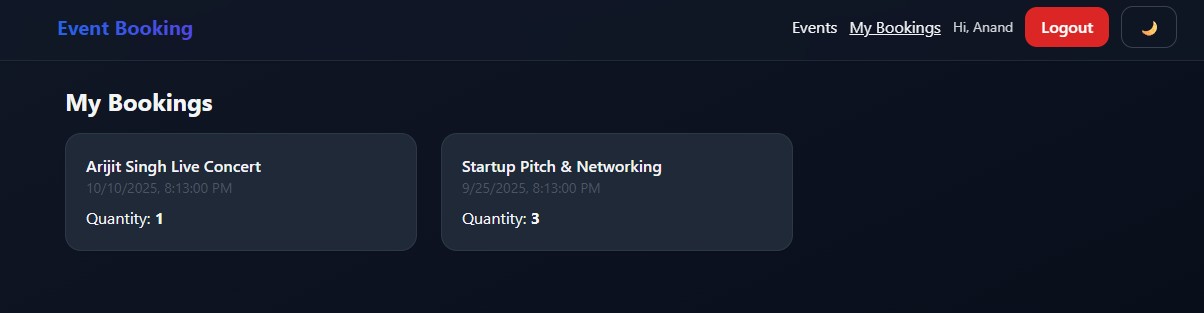 Event Booking
Events My Bookings Hi, Anand Logout
My Bookings
Arijit Singh Live Concert
10/10/2025, 8:13:00 PM
Quantity: 1
Startup Pitch & Networking
9/25/2025, 8:13:00 PM
Quantity: 3